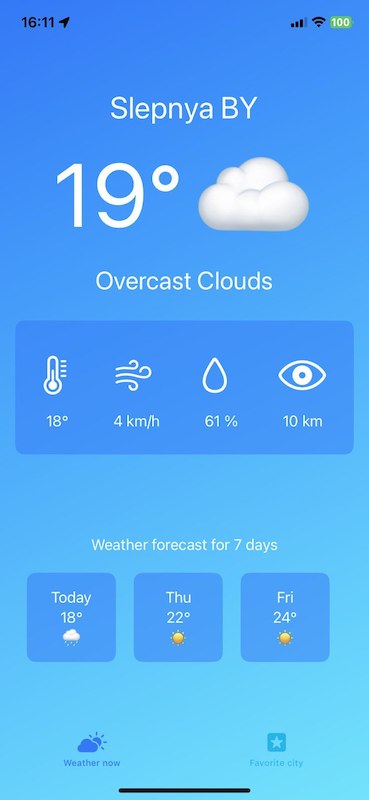 16:11 100
Slepnya BY
19°
Overcast Clouds
18° 4 km/h 61 % 10 km
Weather forecast for 7 days
Today Thu Fri
18° 22° 24°
Weather now Favorite city